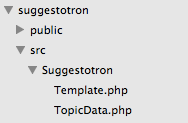 suggestotron
public
src
Suggestotron
Template.php
TopicData.php